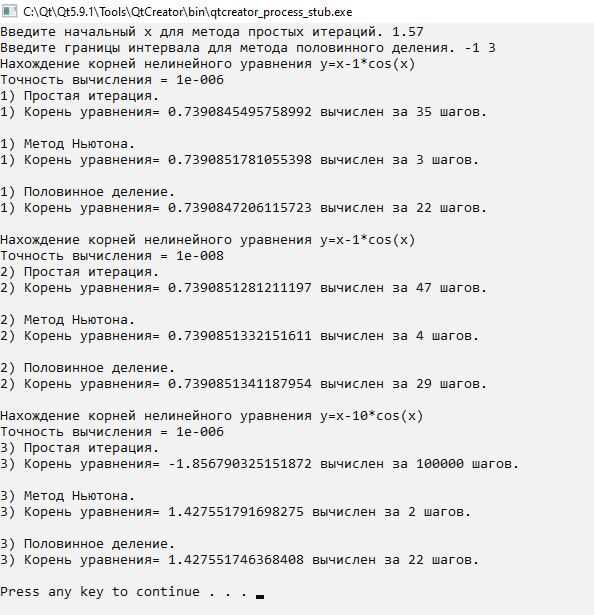 C:\Qt\Qt5.9.1\Tools\QtCreator\bin\qtcreator_process_stub.exe
Введите начальный x для метода простых итераций. 1.57
Введите границы интервала для метода половинного деления. -1 3
Нахождение корней нелинейного уравнения y=x-1*cos(x)
Точность вычисления = 1e-006
1) Простая итерация.
1) Корень уравнения= 0.7390845495758992 вычислен за 35 шагов.
1) Метод Ньютона.
1) Корень уравнения= 0.7390851781055398 вычислен за 3 шагов.
1) Половинное деление.
1) Корень уравнения= 0.7390847206115723 вычислен за 22 шагов.
Нахождение корней нелинейного уравнения y=x-1*cos(x)
Точность вычисления = 1e-008
2) Простая итерация.
2) Корень уравнения= 0.7390851281211197 вычислен за 47 шагов.
2) Метод Ньютона.
2) Корень уравнения= 0.7390851332151611 вычислен за 4 шагов.
2) Половинное деление.
2) Корень уравнения= 0.7390851341187954 вычислен за 29 шагов.
Нахождение корней нелинейного уравнения y=x-10*cos(x)
Точность вычисления = 1e-006
3) Простая итерация.
3) Корень уравнения= -1.856790325151872 вычислен за 100000 шагов.
3) Метод Ньютона.
3) Корень уравнения= 1.427551791698275 вычислен за 2 шагов.
3) Половинное деление.
3) Корень уравнения= 1.427551746368408 вычислен за 22 шагов.
Press any key to continue . . .